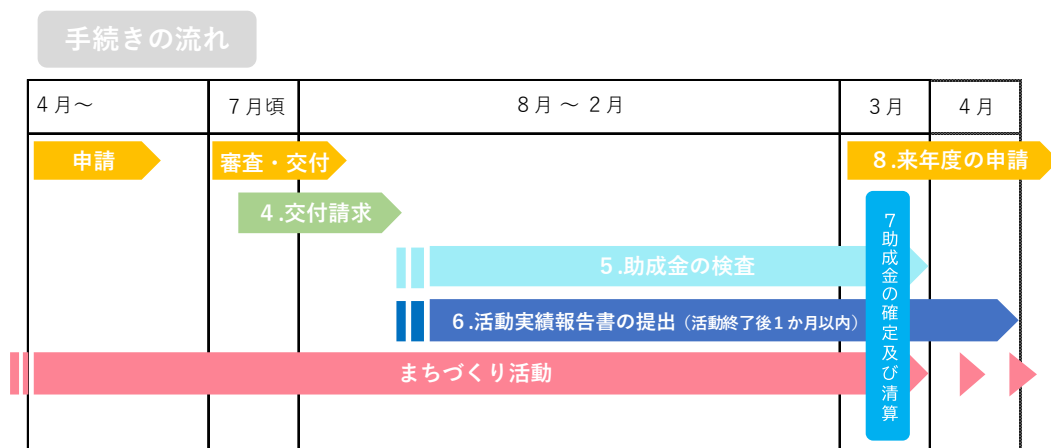 手続きの流れ
4月～
7月頃
8月～2月
3月
4月
申請
審査・交付
8.来年度の申請
４.交付請求
５.助成金の検査
６.活動実績報告書の提出（活動終了後１か月以内）
７助成金の確定及び清算
まちづくり活動